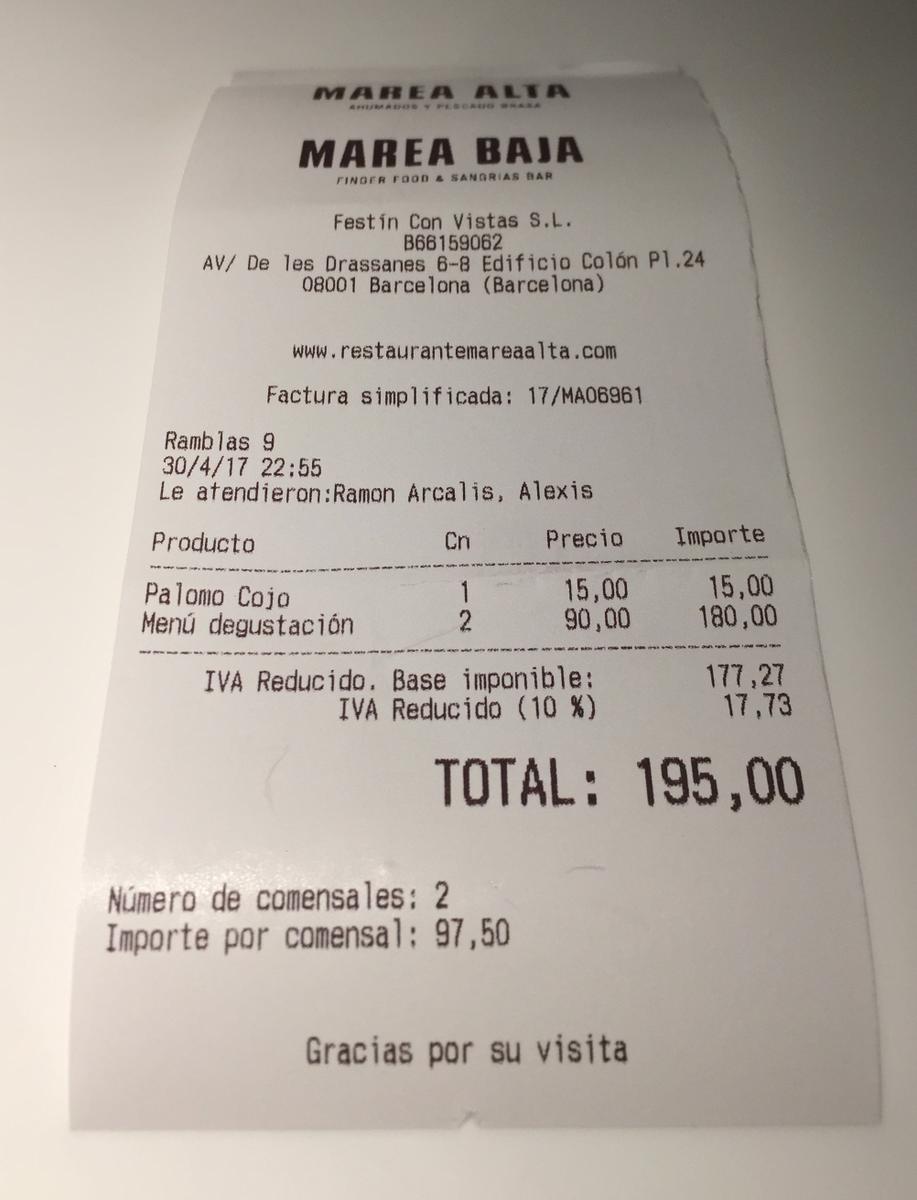 MAREA ALTA
AHUMADOS Y PESCADO BRASA
MAREA BAJA
FINGER FOOD & SANGRIAS BAR
Festín Con Vistas S.L.
B66159062
AV/ De les Drassanes 6-8 Edificio Colón Pl.24
08001 Barcelona (Barcelona)
www.restaurantemareaalta.com
Factura simplificada: 17/MA06961
Ramblas 9
30/4/17 22:55
Le atendieron:Ramon Arcalis, Alexis
Producto Cn Precio Importe
Palomo Cojo 1 15,00 15,00
Menú degustación 2 90,00 180,00
IVA Reducido. Base imponible: 177,27
IVA Reducido (10 %) 17,73
TOTAL: 195,00
Número de comensales: 2
Importe por comensal: 97,50
Gracias por su visita